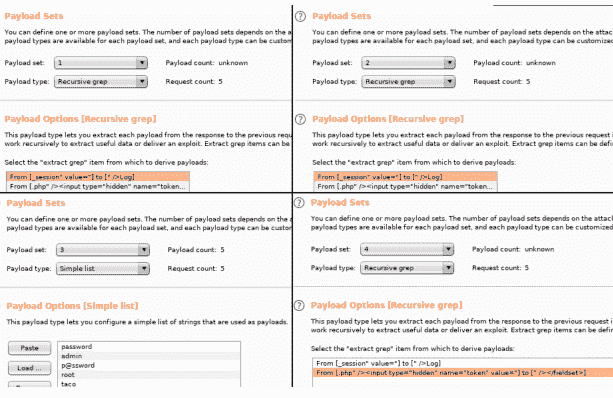 Payload Sets
You can define one or more payload sets. The number of payload sets depends on the a
payload types are available for each payload set, and each payload type can be custom
Payload set: 1 Payload count: unknown
Payload type: Recursive grep Request count: 5
Payload Options [Recursive grep]
This payload type lets you extract each payload from the response to the previous requ
work recursively to extract useful data or deliver an exploit. Extract grep items can be
Select the "extract grep" item from which to derive payloads:
From [_session" value="] to [" />Log]
From [.php" /><input type="hidden" name="token...
? Payload Sets
You can define one or more payload sets. The number of payload sets depends on the attac
payload types are available for each payload set, and each payload type can be customize
Payload set: 2 Payload count: unknown
Payload type: Recursive grep Request count: 5
? Payload Options [Recursive grep]
This payload type lets you extract each payload from the response to the previous request i
work recursively to extract useful data or deliver an exploit. Extract grep items can be defin
Select the "extract grep" item from which to derive payloads:
From [_session" value="] to [" />Log]
From [.php" /><input type="hidden" name="token...
Payload Sets
You can define one or more payload sets. The number of payload sets depends on the a
payload types are available for each payload set, and each payload type can be custom
Payload set: 3 Payload count: 5
Payload type: Simple list Request count: 5
Payload Options [Simple list]
This payload type lets you configure a simple list of strings that are used as payloads.
Paste
Load ...
password
admin
p@ssword
root
taco
? Payload Sets
You can define one or more payload sets. The number of payload sets depends on the attach
payload types are available for each payload set, and each payload type can be customized
Payload set: 4 Payload count: unknown
Payload type: Recursive grep Request count: 5
? Payload Options [Recursive grep]
This payload type lets you extract each payload from the response to the previous request i
work recursively to extract useful data or deliver an exploit. Extract grep items can be defin
Select the "extract grep" item from which to derive payloads:
From [_session" value="] to [" />Log]
From [.php" /><input type="hidden" name="token" value="] to [" /></fieldset>]